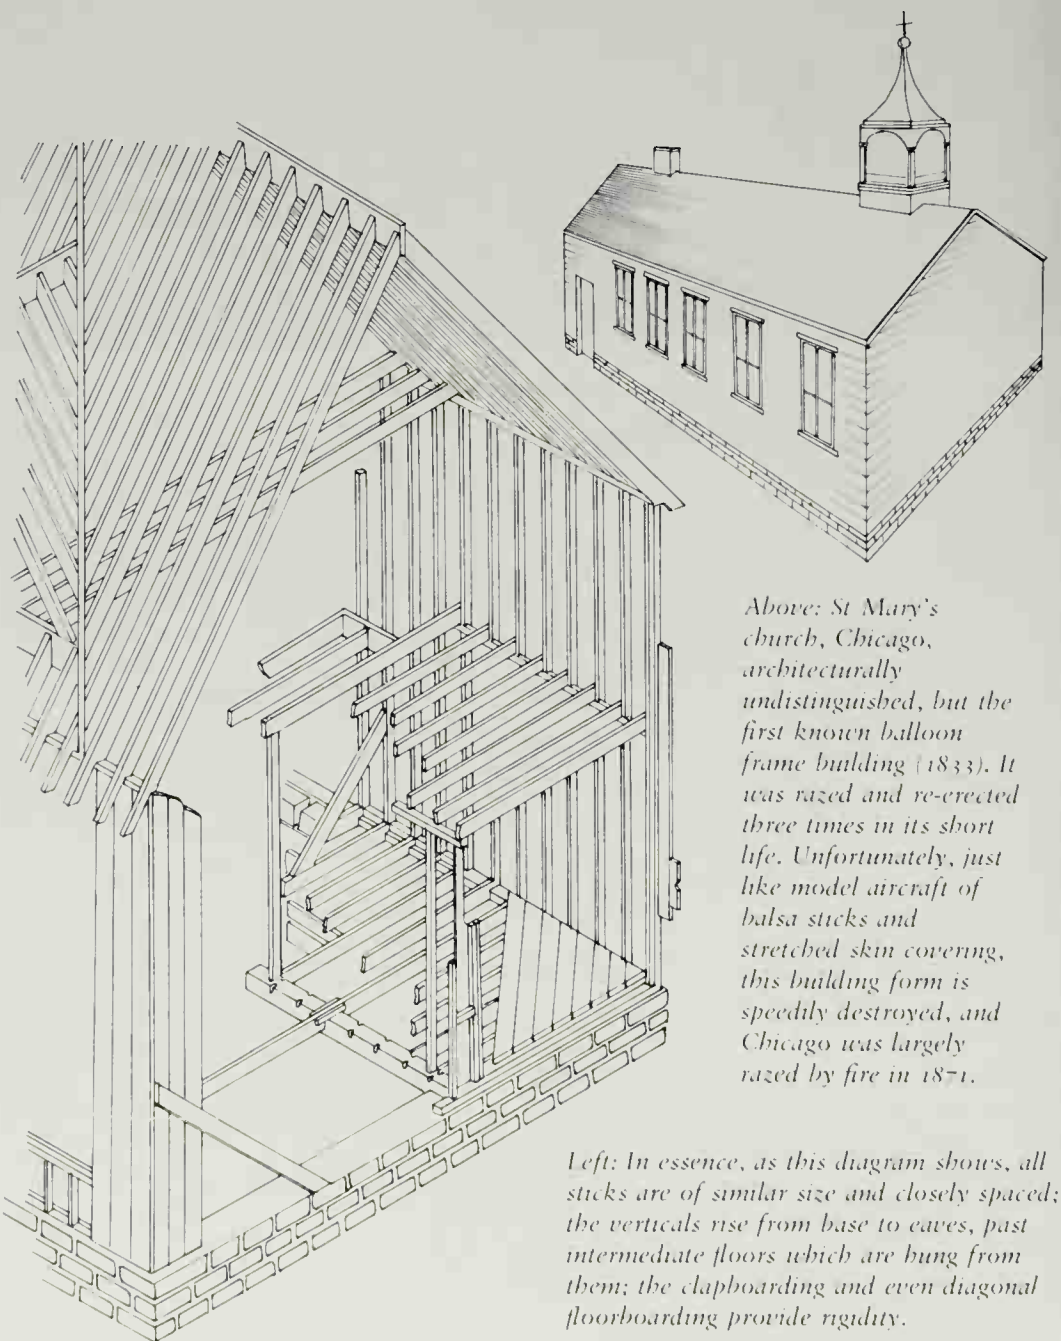 Above: St Mary's
church, Chicago,
architecturally
undistinguished, but the
first known balloon
frame building (1833). It
was razed and re-erected
three times in its short
life. Unfortunately, just
like model aircraft of
balsa sticks and
stretched skin covering,
this building form is
speedily destroyed, and
Chicago was largely
razed by fire in 1871.
Left: In essence, as this diagram shows, all
sticks are of similar size and closely spaced;
the verticals rise from base to eaves, past
intermediate floors which are hung from
them; the clapboarding and even diagonal
floorboarding provide rigidity.